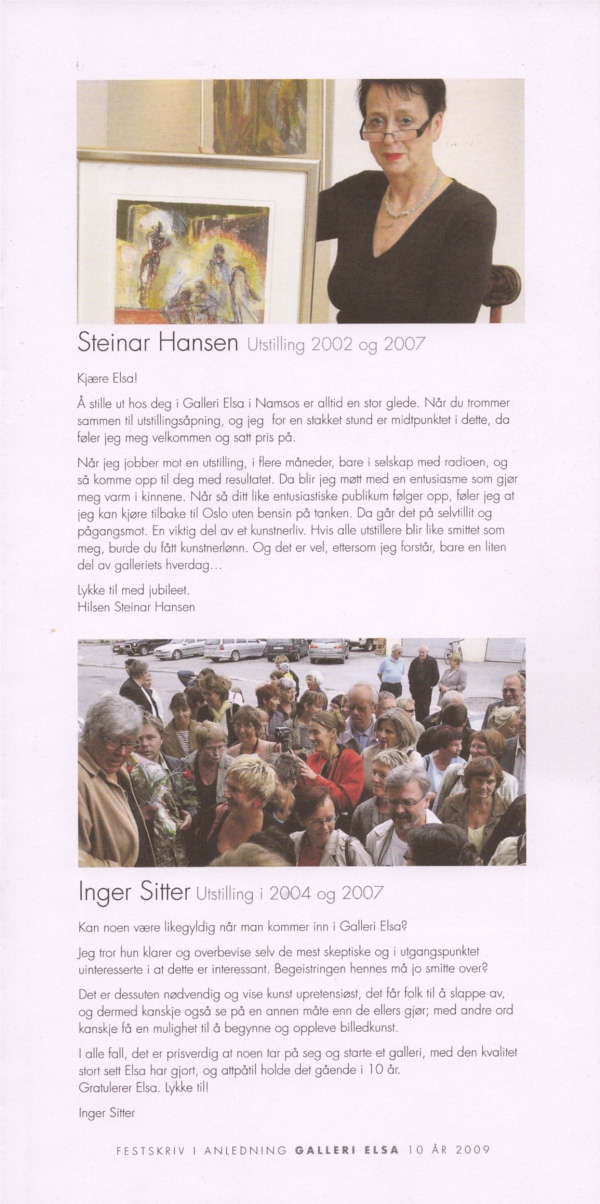 Steinar Hansen Utstilling 2002 og 2007
Kjære Elsa!
Å stille ut hos deg i Galleri Elsa i Namsos er alltid en stor glede. Når du trommer
sammen til utstillingsåpning, og jeg for en stakket stund er midtpunktet i dette, da
føler jeg meg velkommen og satt pris på.
Når jeg jobber mot en utstilling, i flere måneder, bare i selskap med radioen, og
så komme opp til deg med resultatet. Da blir jeg møtt med en entusiasme som gjør
meg varm i kinnene. Når så ditt like entusiastiske publikum følger opp, føler jeg at
jeg kan kjøre tilbake til Oslo uten bensin på tanken. Da går det på selvtillit og
pågangsmot. En viktig del av et kunstnerliv. Hvis alle utstillere blir like smittet som
meg, burde du fått kunstnerlønn. Og det er vel, ettersom jeg forstår, bare en liten
del av galleriets hverdag…
Lykke til med jubileet.
Hilsen Steinar Hansen
Inger Sitter Utstilling i 2004 og 2007
Kan noen være likegyldig når man kommer inn i Galleri Elsa?
Jeg tror hun klarer og overbevise selv de mest skeptiske og i utgangspunktet
uinteresserte i at dette er interessant. Begeistringen hennes må jo smitte over?
Det er dessuten nødvendig og vise kunst upretensiøst, det får folk til å slappe av,
og dermed kanskje også se på en annen måte enn de ellers gjør; med andre ord
kanskje få en mulighet til å begynne og oppleve billedkunst.
I alle fall, det er prisverdig at noen tar på seg og starte et galleri, med den kvalitet
stort sett Elsa har gjort, og attpåtil holde det gående i 10 år.
Gratulerer Elsa. Lykke til!
Inger Sitter
FESTSKRIV I ANLEDNING GALLERI ELSA 10 ÅR 2009